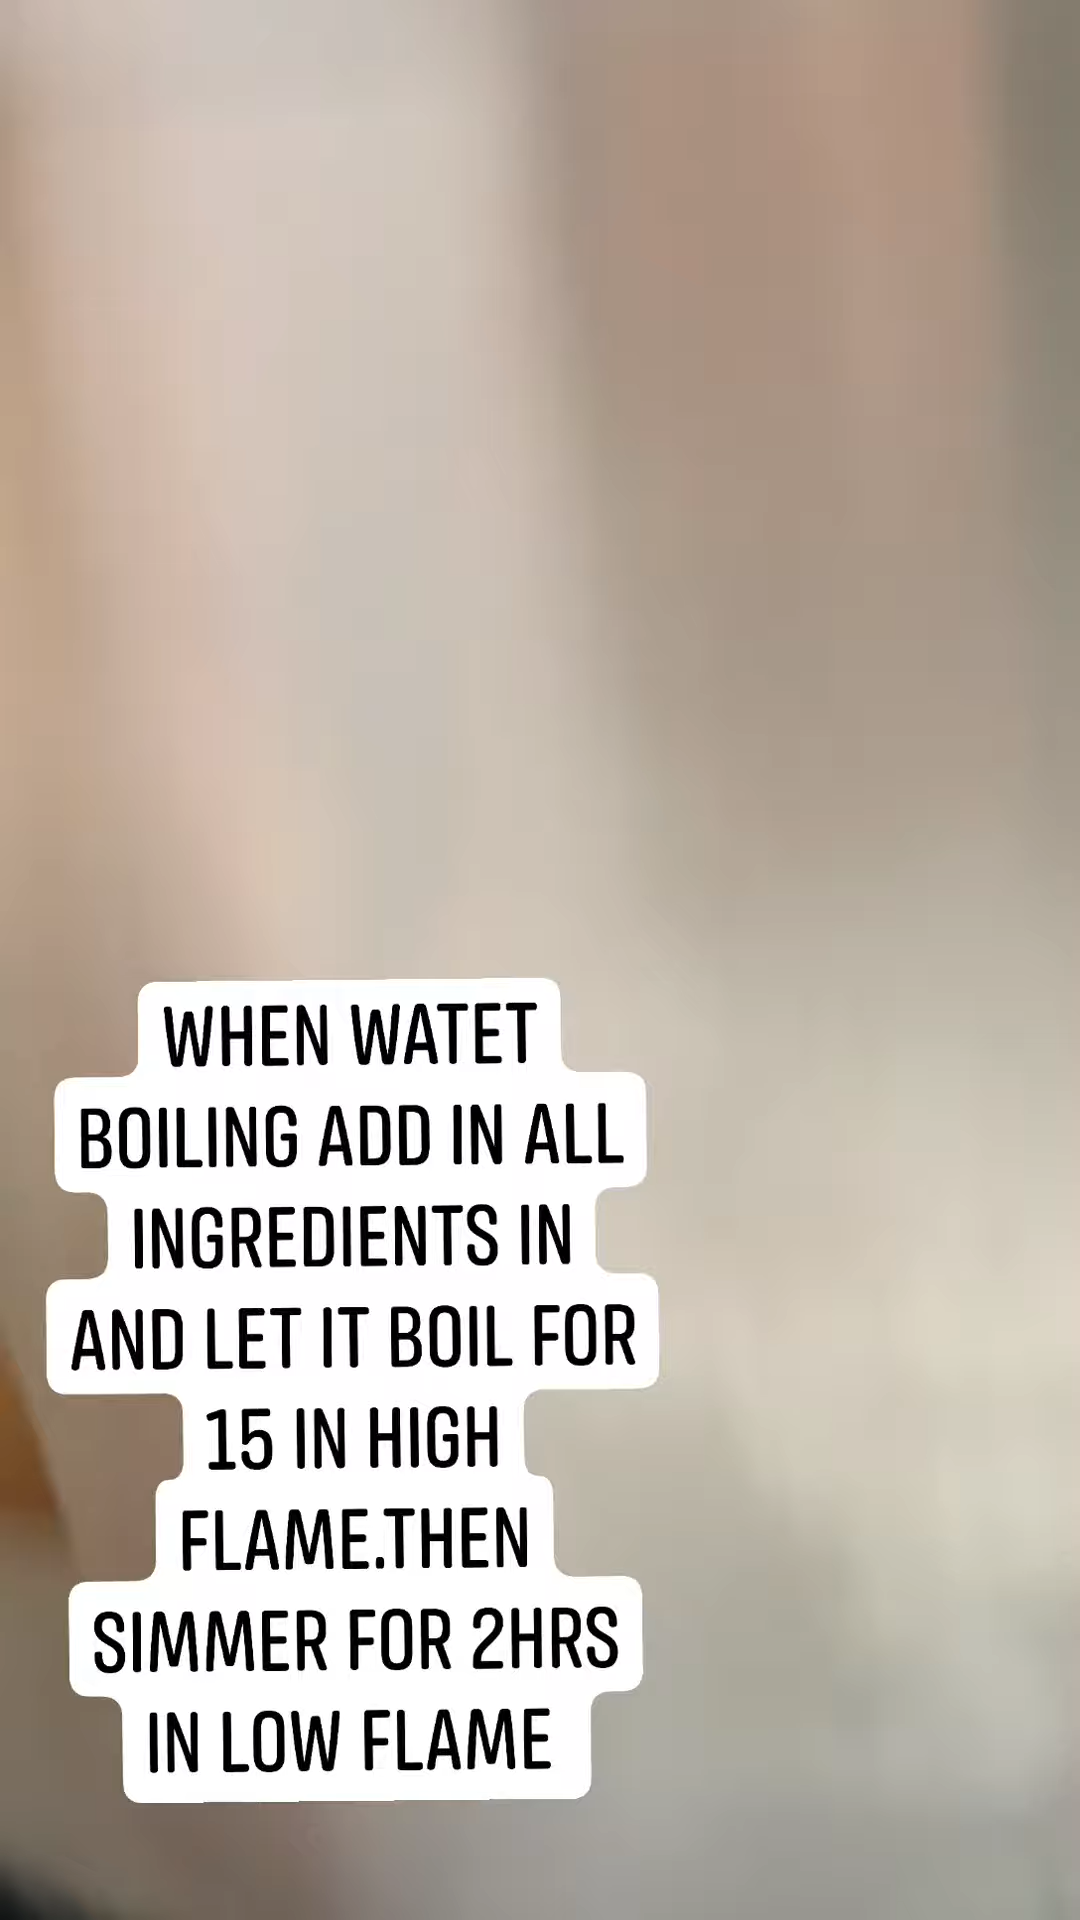 WHEN WATET
BOILING ADD IN ALL
INGREDIENTS IN
AND LET IT BOIL FOR
15 IN HIGH
FLAME.THEN
SIMMER FOR 2HRS
IN LOW FLAME